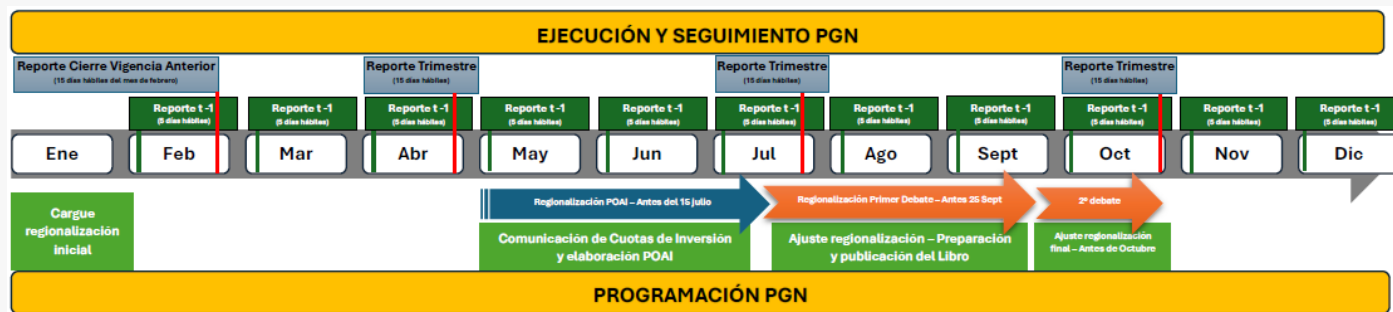 EJECUCIÓN Y SEGUIMIENTO PGN
Reporte Cierre Vigencia Anterior
(15 días hábiles del mes de febrero)
Reporte Trimestre
(15 días hábiles)
Reporte Trimestre
(15 días hábiles)
Reporte Trimestre
(15 días hábiles)
Reporte t -1
(5 días hábiles)
Reporte t -1
(5 días hábiles)
Reporte t -1
(5 días hábiles)
Reporte t -1
(5 días hábiles)
Reporte t -1
(5 días hábiles)
Reporte t -1
(5 días hábiles)
Reporte t -1
(5 días hábiles)
Reporte t -1
(5 días hábiles)
Reporte t -1
(5 días hábiles)
Reporte t -1
(5 días hábiles)
Reporte t -1
(5 días hábiles)
Ene
Feb
Mar
Abr
May
Jun
Jul
Ago
Sept
Oct
Nov
Dic
Cargue
regionalización
inicial
Regionalización POAI – Antes del 15 julio
Regionalización Primer Debate – Antes 25 Sept
2º debate
Comunicación de Cuotas de Inversión
y elaboración POAI
Ajuste regionalización – Preparación
y publicación del Libro
Ajuste regionalización
final – Antes de Octubre
PROGRAMACIÓN PGN